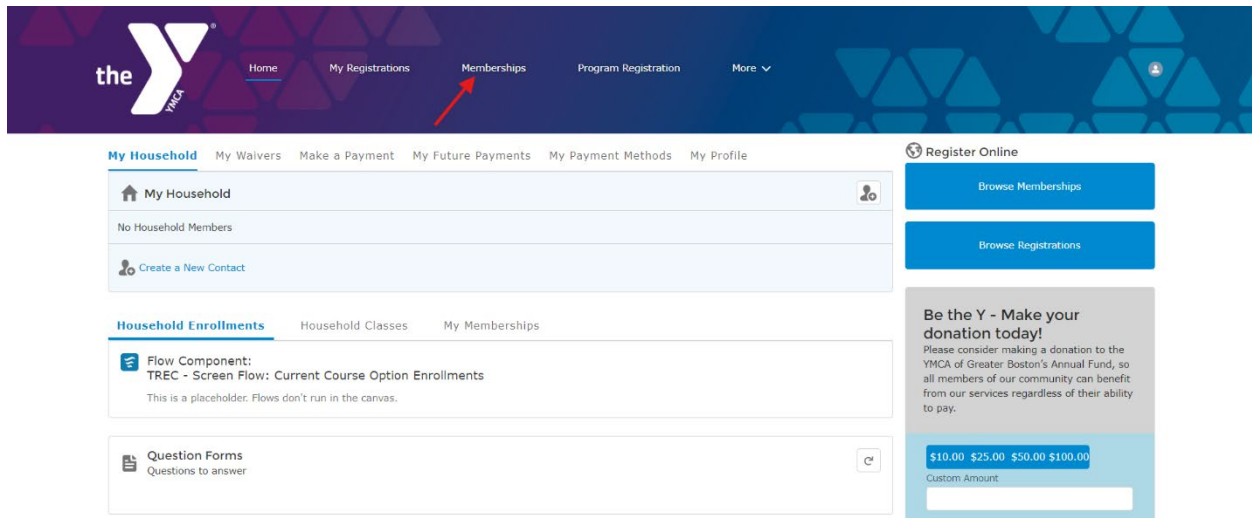 the
YMCA
®
Home
My Registrations
Memberships
Program Registration
More
My Household
My Waivers
Make a Payment
My Future Payments
My Payment Methods
My Profile
My Household
No Household Members
Create a New Contact
Household Enrollments
Household Classes
My Memberships
Flow Component:
TREC - Screen Flow: Current Course Option Enrollments
This is a placeholder. Flows don't run in the canvas.
Question Forms
Questions to answer
Register Online
Browse Memberships
Browse Registrations
Be the Y - Make your
donation today!
Please consider making a donation to the
YMCA of Greater Boston's Annual Fund, so
all members of our community can benefit
from our services regardless of their ability
to pay.
$10.00 $25.00 $50.00 $100.00
Custom Amount